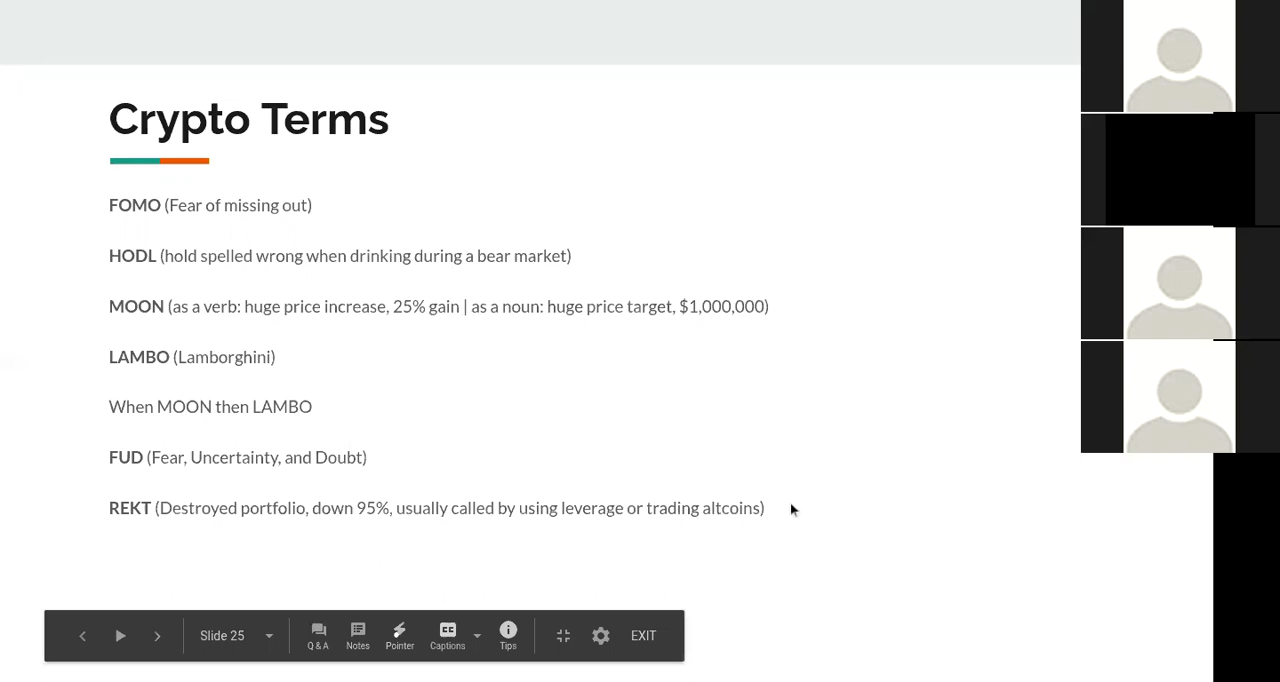 Crypto Terms
FOMO (Fear of missing out)
HODL (hold spelled wrong when drinking during a bear market)
MOON (as a verb: huge price increase, 25% gain | as a noun: huge price target, $1,000,000)
LAMBO (Lamborghini)
When MOON then LAMBO
FUD (Fear, Uncertainty, and Doubt)
REKT (Destroyed portfolio, down 95%, usually called by using leverage or trading altcoins)
Slide 25
Q & A
Notes
Pointer
CC
Captions
Tips
EXIT